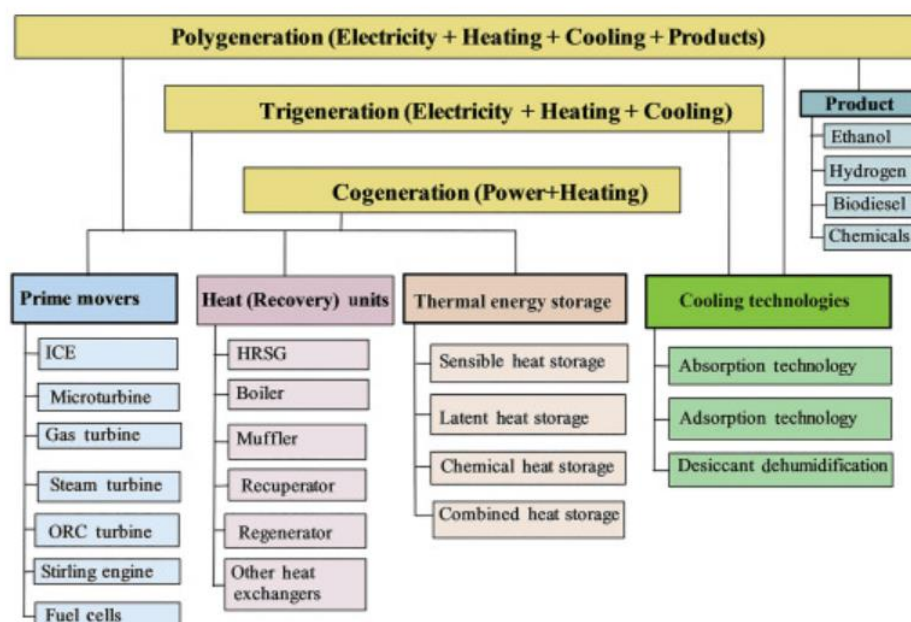 Polygeneration (Electricity + Heating + Cooling + Products)
Trigeneration (Electricity + Heating + Cooling)
Cogeneration (Power+Heating)
Product
Ethanol
Hydrogen
Biodiesel
Chemicals
Prime movers
ICE
Microturbine
Gas turbine
Steam turbine
ORC turbine
Stirling engine
Fuel cells
Heat (Recovery) units
HRSG
Boiler
Muffler
Recuperator
Regenerator
Other heat
exchangers
Thermal energy storage
Sensible heat storage
Latent heat storage
Chemical heat storage
Combined heat storage
Cooling technologies
Absorption technology
Adsorption technology
Desiccant dehumidification